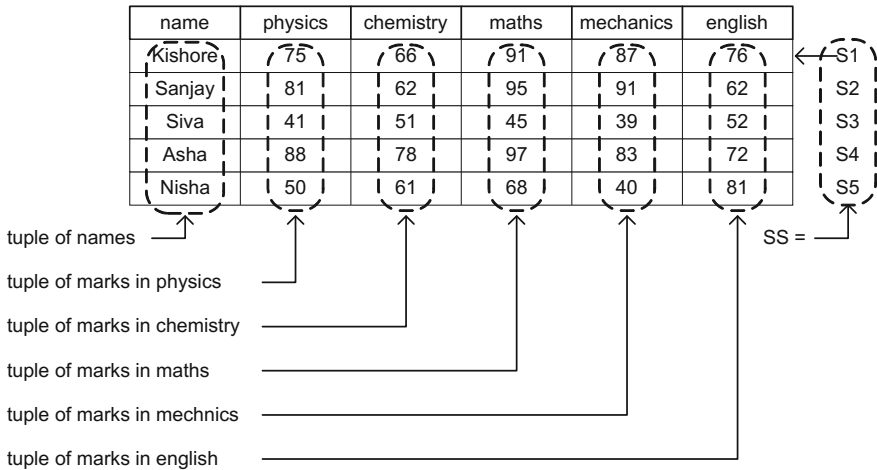 name physics chemistry maths mechanics english
Kishore 75 66 91 87 76 S1
Sanjay 81 62 95 91 62 S2
Siva 41 51 45 39 52 S3
Asha 88 78 97 83 72 S4
Nisha 50 61 68 40 81 S5
tuple of names SS =
tuple of marks in physics
tuple of marks in chemistry
tuple of marks in maths
tuple of marks in mechnics
tuple of marks in english